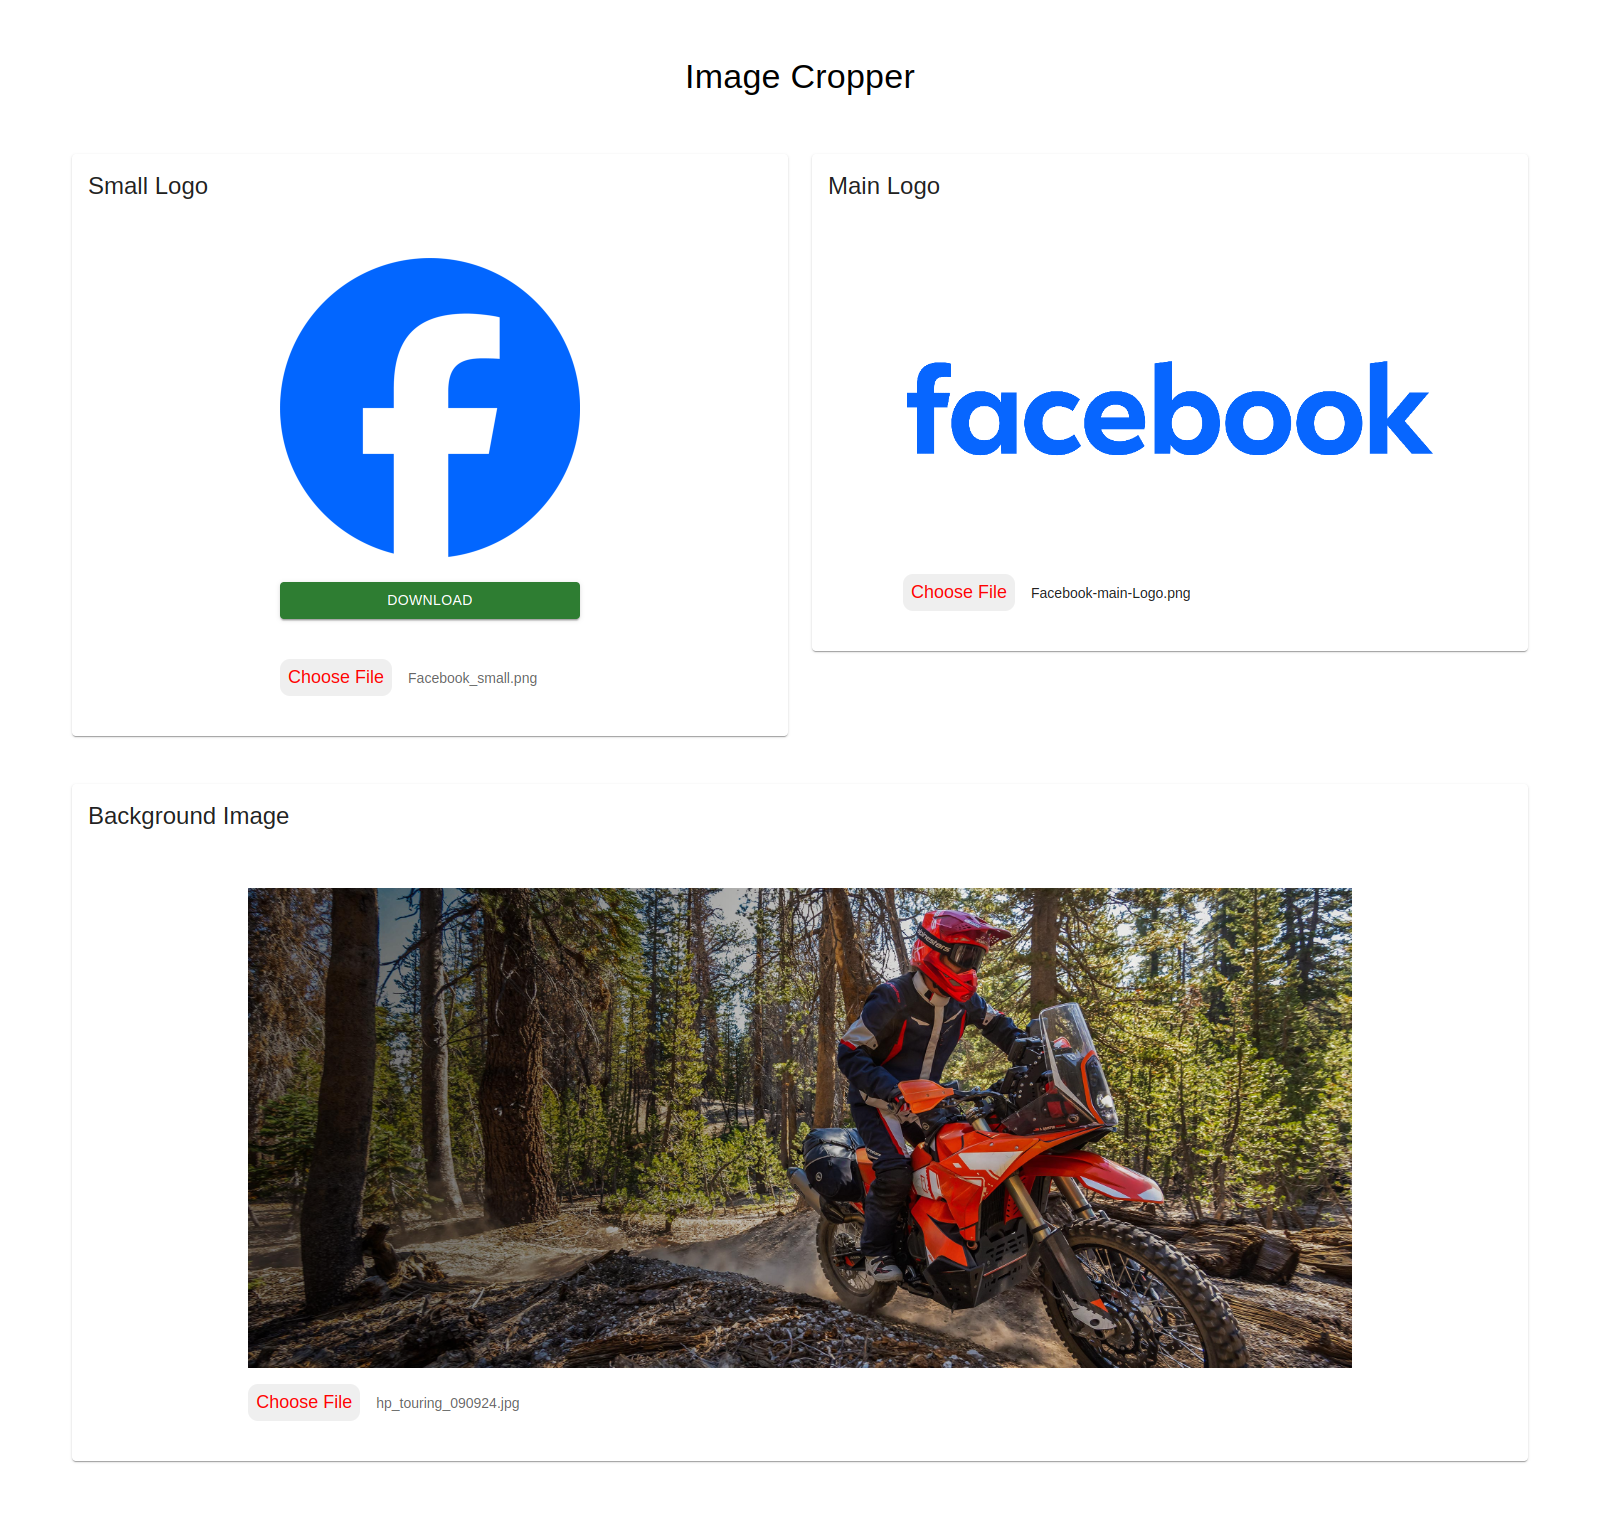 Image Cropper
Small Logo
Main Logo
f
facebook
DOWNLOAD
Choose File Facebook-main-Logo.png
Choose File Facebook_small.png
Background Image
Choose File hp_touring_090924.jpg